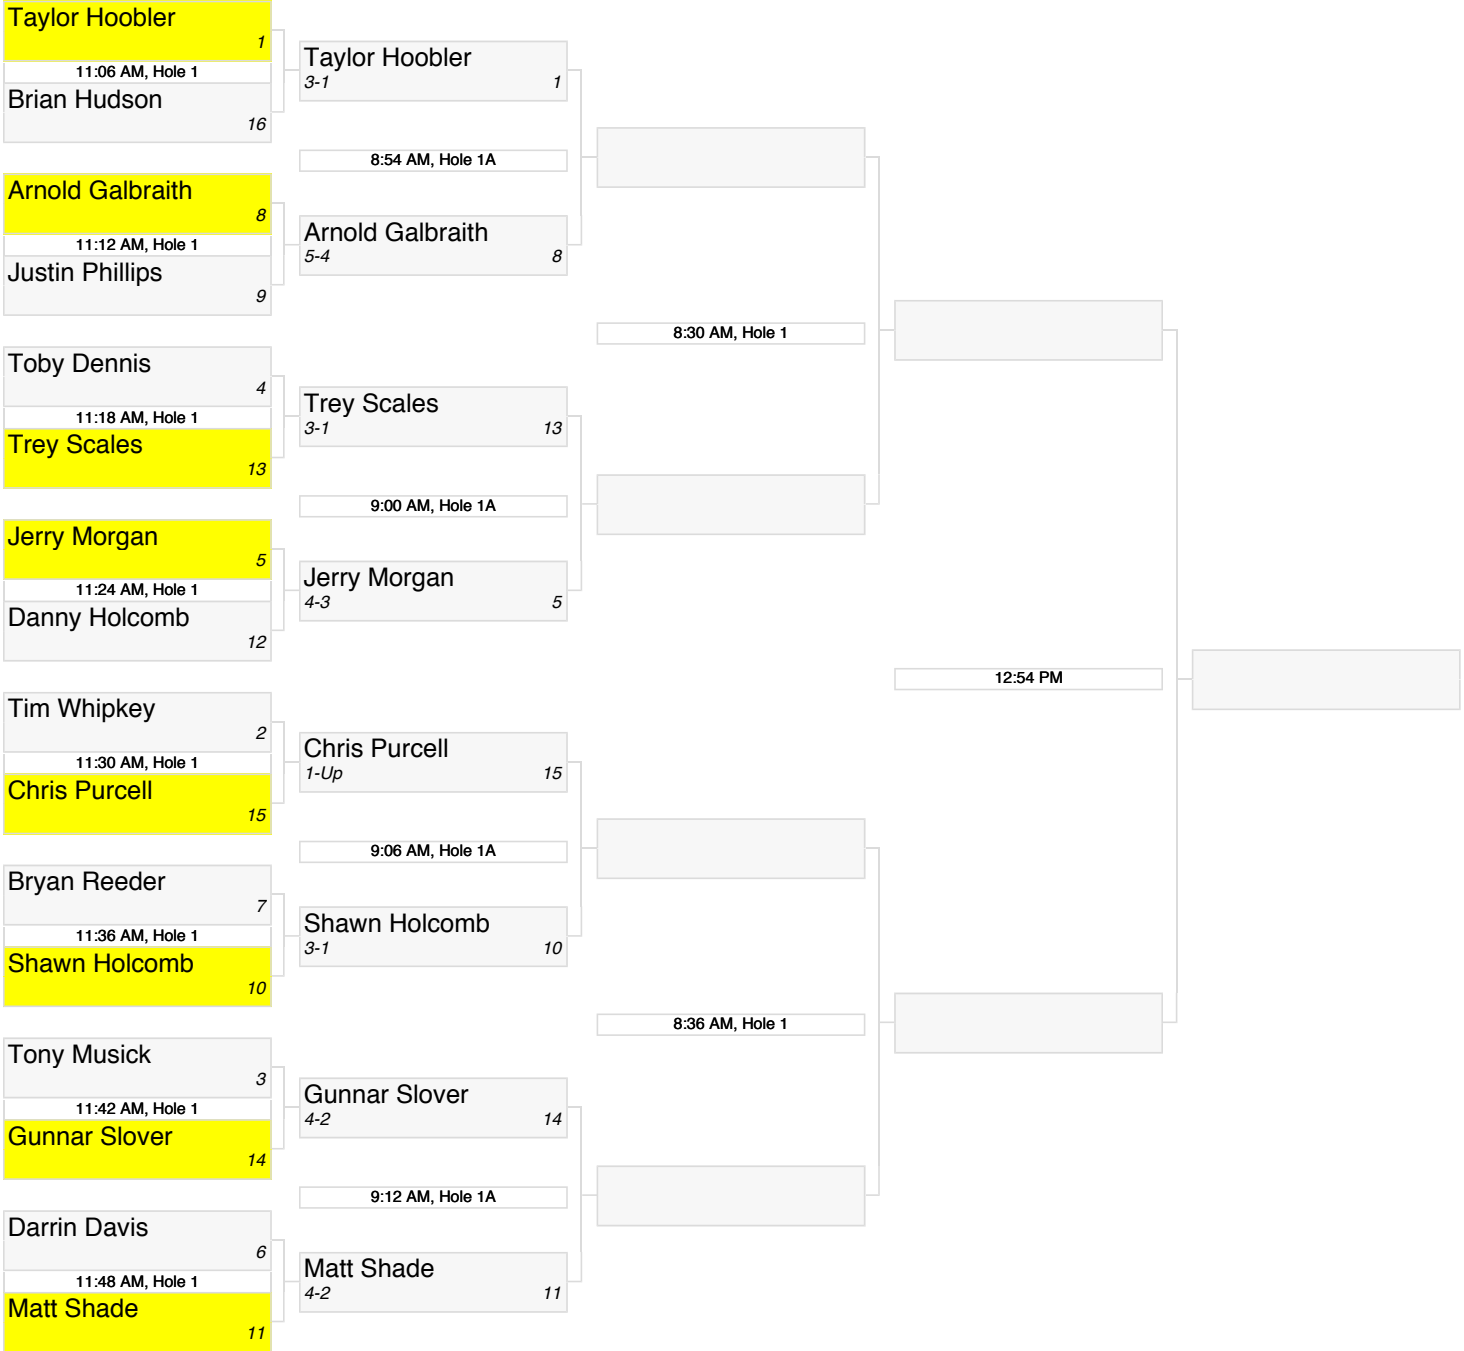 Taylor Hoobler
1
11:06 AM, Hole 1
Brian Hudson
16
Arnold Galbraith
8
11:12 AM, Hole 1
Justin Phillips
9
Toby Dennis
4
11:18 AM, Hole 1
Trey Scales
13
Jerry Morgan
5
11:24 AM, Hole 1
Danny Holcomb
12
Tim Whipkey
2
11:30 AM, Hole 1
Chris Purcell
15
Bryan Reeder
7
11:36 AM, Hole 1
Shawn Holcomb
10
Tony Musick
3
11:42 AM, Hole 1
Gunnar Slover
14
Darrin Davis
6
11:48 AM, Hole 1
Matt Shade
11
Taylor Hoobler
3-1 1
8:54 AM, Hole 1A
Arnold Galbraith
5-4 8
Trey Scales
3-1 13
9:00 AM, Hole 1A
Jerry Morgan
4-3 5
Chris Purcell
1-Up 15
9:06 AM, Hole 1A
Shawn Holcomb
3-1 10
Gunnar Slover
4-2 14
9:12 AM, Hole 1A
Matt Shade
4-2 11
8:30 AM, Hole 1
8:36 AM, Hole 1
12:54 PM